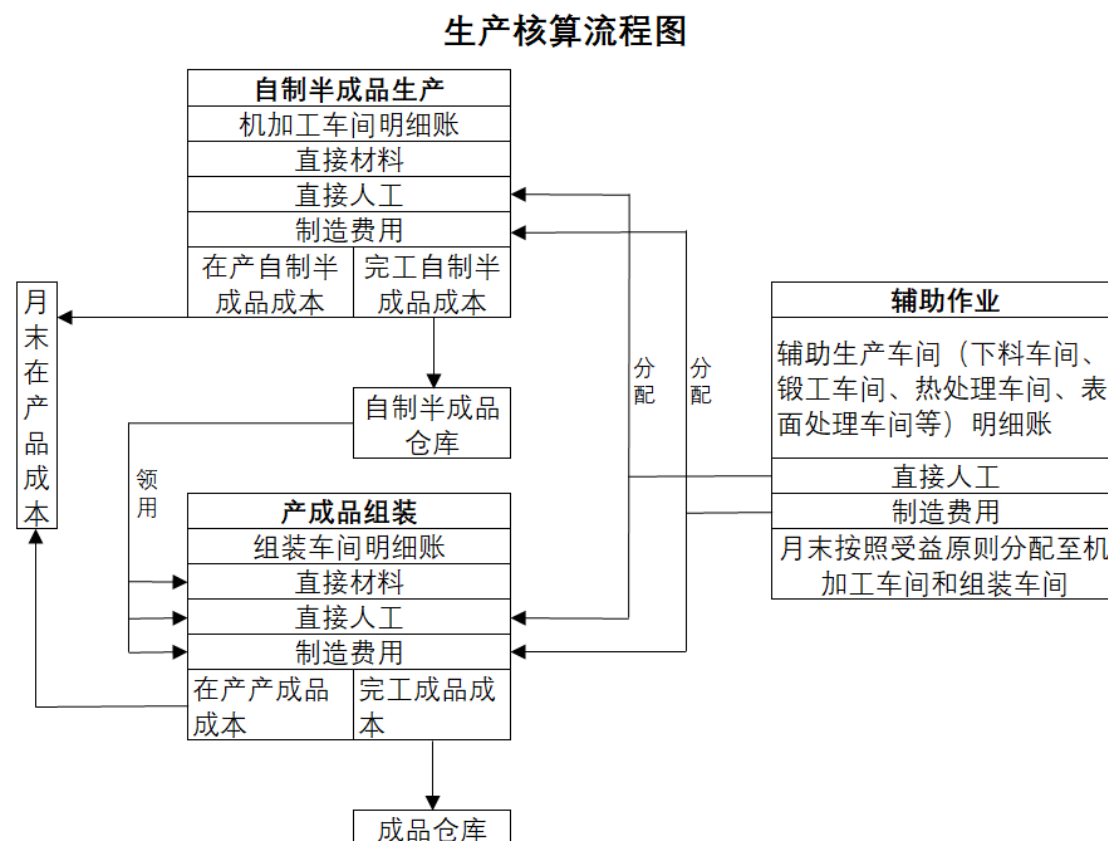 生产核算流程图
自制半成品生产
机加工车间明细账
直接材料
直接人工
制造费用
在产自制半
成品成本
完工自制半
成品成本
月
末
在
产
品
成
本
自制半成品
仓库
领
用
分
配
分
配
辅助作业
辅助生产车间（下料车间、
锻工车间、热处理车间、表
面处理车间等）明细账
直接人工
制造费用
月末按照受益原则分配至机
加工车间和组装车间
产成品组装
组装车间明细账
直接材料
直接人工
制造费用
在产产成品
成本
完工成品成
本
成品仓库